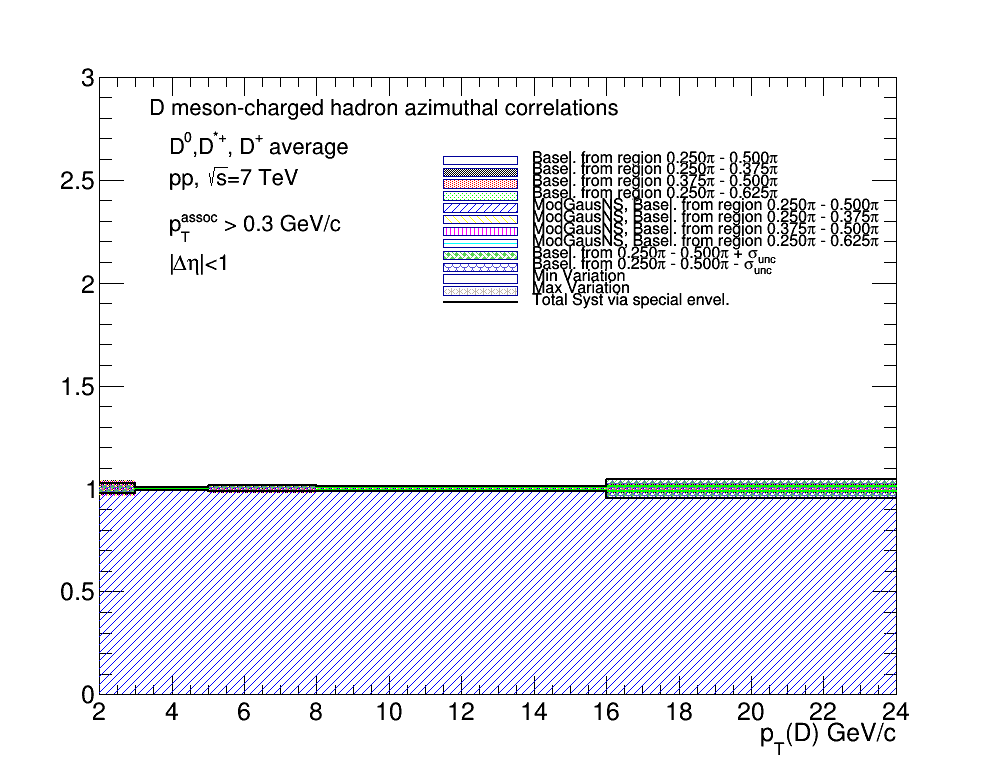 3
D meson-charged hadron azimuthal correlations
D⁰,D*⁺, D⁺ average
pp, √s=7 TeV
p_T^assoc > 0.3 GeV/c
|Δη|<1
Basel. from region 0.250π - 0.500π
Basel. from region 0.250π - 0.375π
Basel. from region 0.375π - 0.500π
Basel. from region 0.250π - 0.625π
ModGausNS, Basel. from region 0.250π - 0.500π
ModGausNS, Basel. from region 0.250π - 0.375π
ModGausNS, Basel. from region 0.375π - 0.500π
ModGausNS, Basel. from region 0.250π - 0.625π
Basel. from 0.250π - 0.500π + σ_unc
Basel. from 0.250π - 0.500π - σ_unc
Min Variation
Max Variation
Total Syst via special envel.
2.5
2
1.5
1
0.5
0
2 4 6 8 10 12 14 16 18 20 22 24
p_T(D) GeV/c